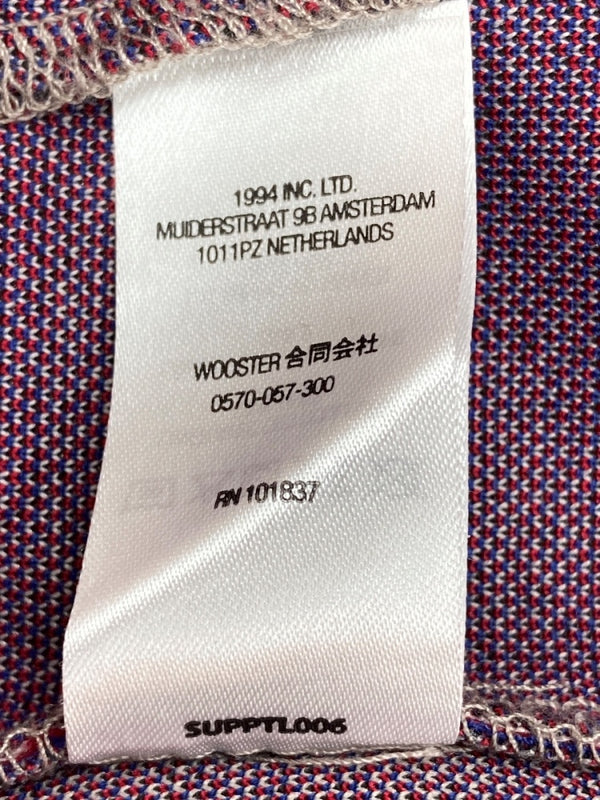 1994 INC. LTD.
MUIDERSTRAAT 9B AMSTERDAM
1011PZ NETHERLANDS
WOOSTER 合同会社
0570-057-300
RN 101837
SUPPTL006